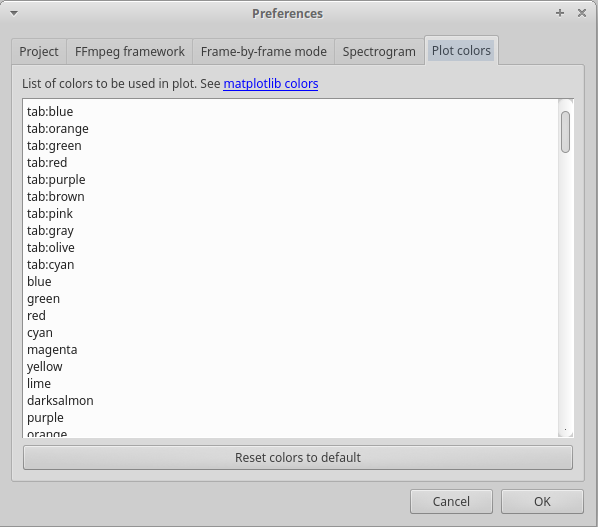 Preferences
Project
FFmpeg framework
Frame-by-frame mode
Spectrogram
Plot colors
List of colors to be used in plot. See matplotlib colors
tab:blue
tab:orange
tab:green
tab:red
tab:purple
tab:brown
tab:pink
tab:gray
tab:olive
tab:cyan
blue
green
red
cyan
magenta
yellow
lime
darksalmon
purple
orange
Reset colors to default
Cancel
OK